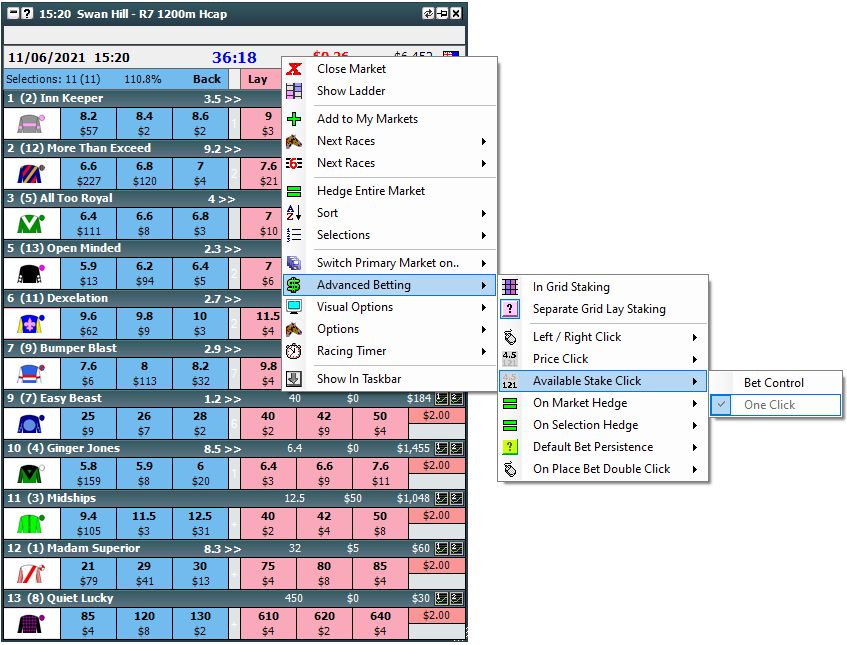 15:20 Swan Hill - R7 1200m Hcap
11/06/2021 15:20 36:18
Selections: 11 (11) 110.8% Back Lay
1 (2) Inn Keeper 3.5 >>
8.2 8.4 8.6 9
$57 $2 $2 1 $3
2 (12) More Than Exceed 9.2 >>
6.6 6.8 7 7.6
$227 $120 $4 2 $21
3 (5) All Too Royal 4 >>
6.4 6.6 6.8 7
$111 $8 $3 $10
5 (13) Open Minded 2.3 >>
5.9 6.2 6.4 7
$13 $94 $5 2 $6
6 (11) Dexelation 2.7 >>
9.6 9.8 10 11.5
$62 $9 $3 2 $4
7 (9) Bumper Blast 2.9 >>
7.6 8 8.2 9.8
$6 $113 $32 $4
9 (7) Easy Beast 1.2 >> 40 $0 $184
25 26 28 40 42 50 $2.00
$9 $7 $2 6 $2 $4 $4
10 (4) Ginger Jones 8.5 >> 6.4 $0 $1,455
5.8 5.9 6 6.4 6.6 7.6 $2.00
$159 $8 $20 1 $3 $9 $11
11 (3) Midships 12.5 $50 $1,048
9.4 11.5 12.5 40 42 50 $2.00
$105 $3 $31 + $2 $4 $8
12 (1) Madam Superior 8.3 >> 32 $5 $60
21 29 30 75 80 85 $2.00
$79 $41 $13 + $4 $8 $4
13 (8) Quiet Lucky 450 $0 $30
85 120 130 610 620 640 $2.00
$4 $8 $2 + $4 $2 $4
Close Market
Show Ladder
Add to My Markets
Next Races
Next Races
Hedge Entire Market
Sort
Selections
Switch Primary Market on..
Advanced Betting
Visual Options
Options
Racing Timer
Show In Taskbar
In Grid Staking
Separate Grid Lay Staking
Left / Right Click
Price Click
Available Stake Click
On Market Hedge
On Selection Hedge
Default Bet Persistence
On Place Bet Double Click
Bet Control
One Click